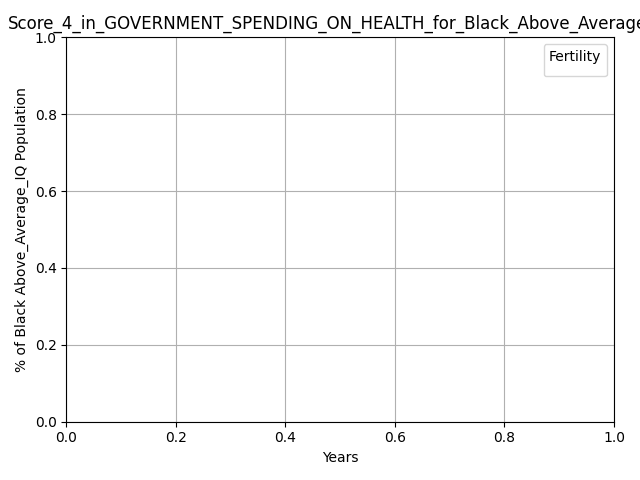 Score_4_in_GOVERNMENT_SPENDING_ON_HEALTH_for_Black_Above_Average
Fertility
% of Black Above_Average_IQ Population
1.0
0.8
0.6
0.4
0.2
0.0
0.0 0.2 0.4 0.6 0.8 1.0
Years